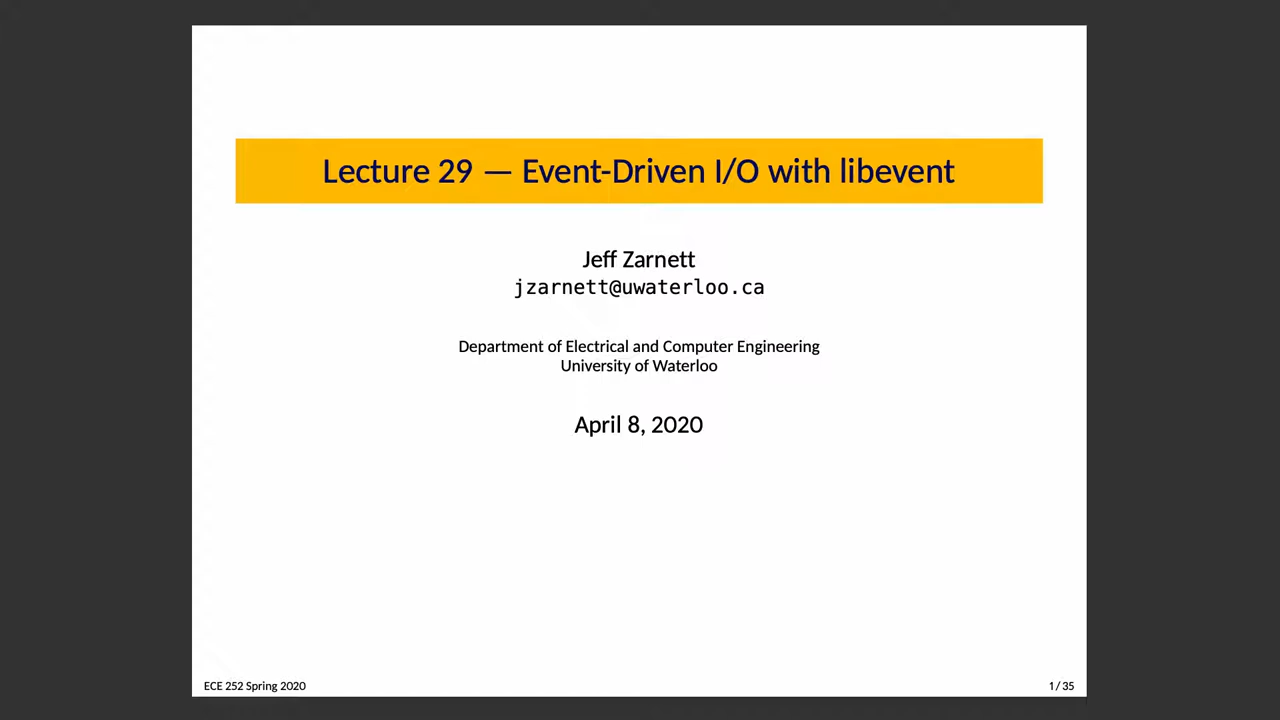 Lecture 29 — Event-Driven I/O with libevent
Jeff Zarnett
jzarnett@uwaterloo.ca
Department of Electrical and Computer Engineering
University of Waterloo
April 8, 2020
ECE 252 Spring 2020
1 / 35